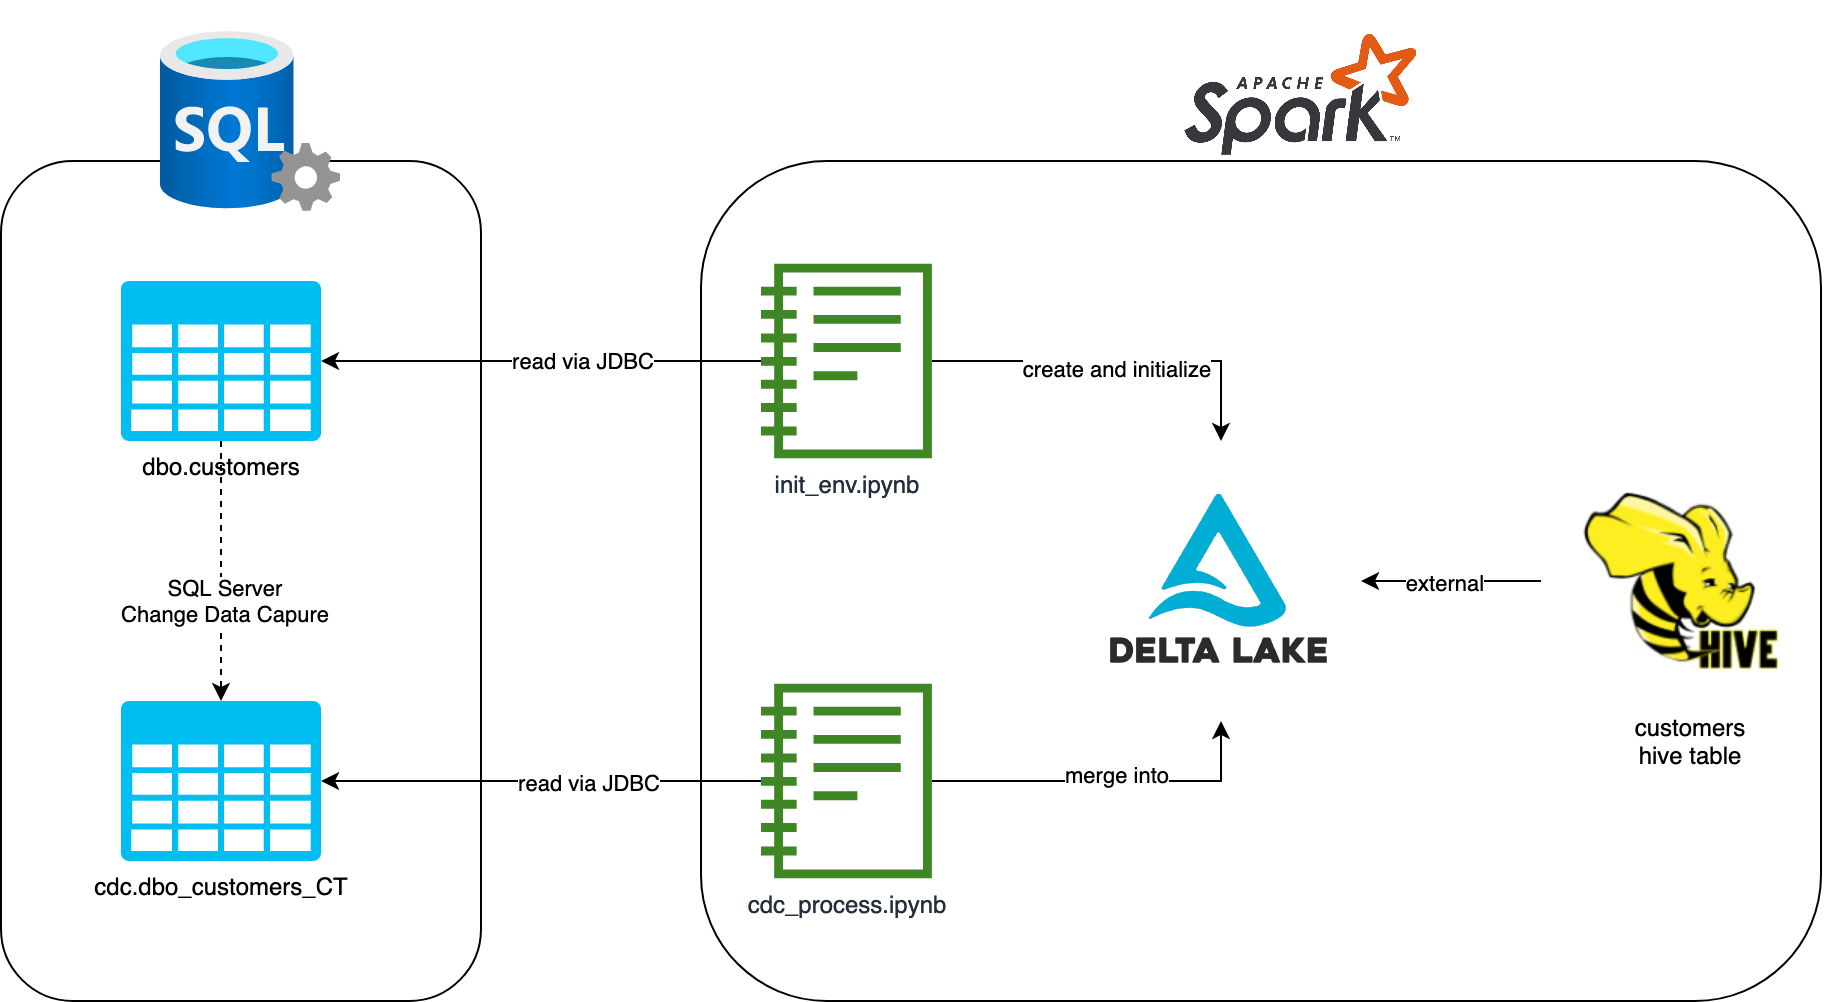 SQL
APACHE
Spark
TM
read via JDBC
create and initialize
dbo.customers
init_env.ipynb
SQL Server
Change Data Capure
DELTA LAKE
external
HIVE
customers
hive table
read via JDBC
merge into
cdc.dbo_customers_CT
cdc_process.ipynb